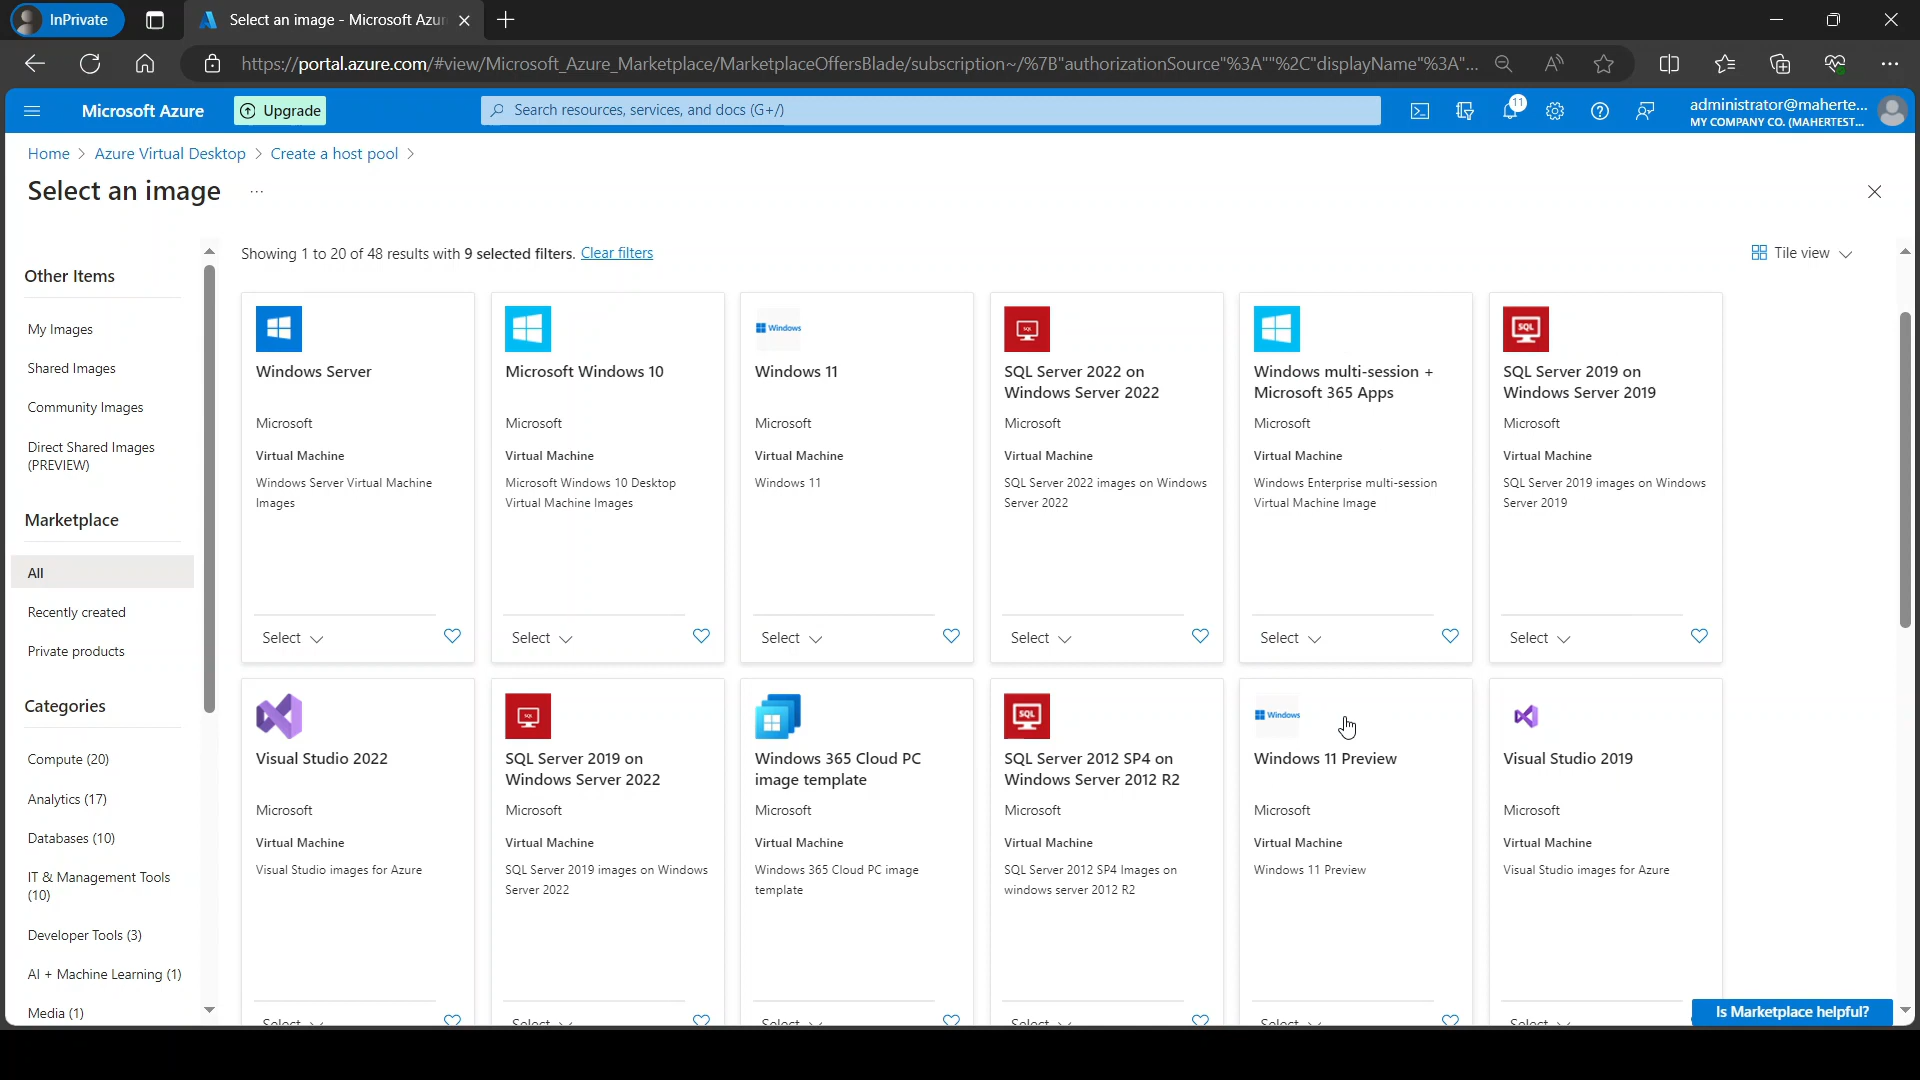 InPrivate
Select an image - Microsoft Azu
https://portal.azure.com/#view/Microsoft_Azure_Marketplace/MarketplaceOffersBlade/subscription~/%7B"authorizationSource"%3A""%2C"displayName"%3A"...
Microsoft Azure
Upgrade
Search resources, services, and docs (G+/)
11
administrator@maherte...
MY COMPANY CO. (MAHERTEST...
Home > Azure Virtual Desktop > Create a host pool >
Select an image ...
Other Items
My Images
Shared Images
Community Images
Direct Shared Images
(PREVIEW)
Marketplace
All
Recently created
Private products
Categories
Compute (20)
Analytics (17)
Databases (10)
IT & Management Tools
(10)
Developer Tools (3)
AI + Machine Learning (1)
Media (1)
Showing 1 to 20 of 48 results with 9 selected filters. Clear filters
Tile view
Windows Server
Microsoft
Virtual Machine
Windows Server Virtual Machine
Images
Select
Microsoft Windows 10
Microsoft
Virtual Machine
Microsoft Windows 10 Desktop
Virtual Machine Images
Select
Windows
Windows 11
Microsoft
Virtual Machine
Windows 11
Select
SQL
SQL Server 2022 on
Windows Server 2022
Microsoft
Virtual Machine
SQL Server 2022 images on Windows
Server 2022
Select
Windows multi-session +
Microsoft 365 Apps
Microsoft
Virtual Machine
Windows Enterprise multi-session
Virtual Machine Image
Select
SQL
SQL Server 2019 on
Windows Server 2019
Microsoft
Virtual Machine
SQL Server 2019 images on Windows
Server 2019
Select
Visual Studio 2022
Microsoft
Virtual Machine
Visual Studio images for Azure
Select
SQL
SQL Server 2019 on
Windows Server 2022
Microsoft
Virtual Machine
SQL Server 2019 images on Windows
Server 2022
Select
Windows 365 Cloud PC
image template
Microsoft
Virtual Machine
Windows 365 Cloud PC image
template
Select
SQL
SQL Server 2012 SP4 on
Windows Server 2012 R2
Microsoft
Virtual Machine
SQL Server 2012 SP4 Images on
windows server 2012 R2
Select
Windows
Windows 11 Preview
Microsoft
Virtual Machine
Windows 11 Preview
Select
Visual Studio 2019
Microsoft
Virtual Machine
Visual Studio images for Azure
Select
Is Marketplace helpful?